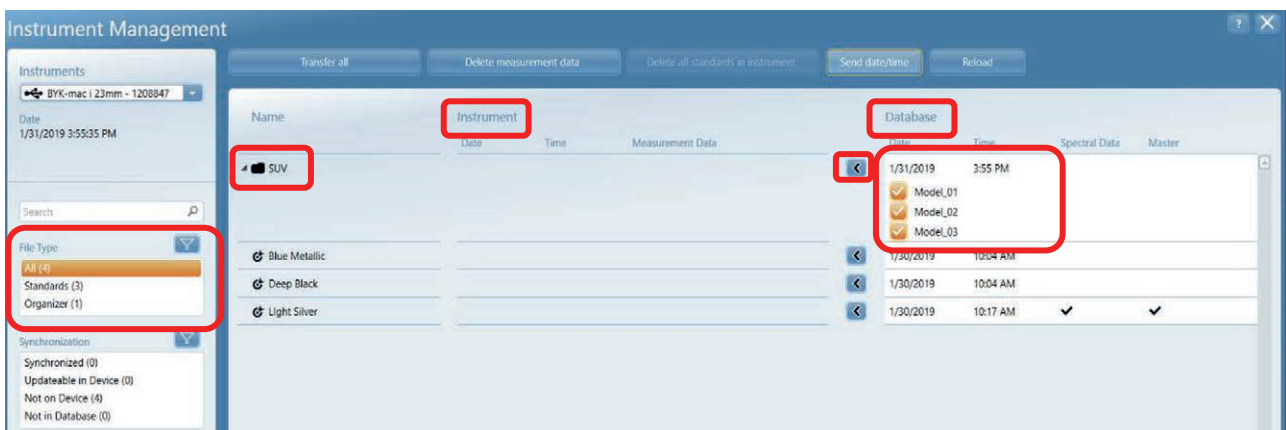 Instrument Management
?
Instruments
BYK-mac i 23mm - 1208847
Date
1/31/2019 3:55:35 PM
Search
File Type
All (4)
Standards (3)
Organizer (1)
Synchronization
Synchronized (0)
Updateable in Device (0)
Not on Device (4)
Not in Database (0)
Transfer all Delete measurement data Delete all standards in instrument Send date/time Reload
Name Instrument Database
Date Time Measurement Data Date Time Spectral Data Master
SUV 1/31/2019 3:55 PM
Model_01
Model_02
Model_03
Blue Metallic 1/30/2019 10:04 AM
Deep Black 1/30/2019 10:04 AM
Light Silver 1/30/2019 10:17 AM